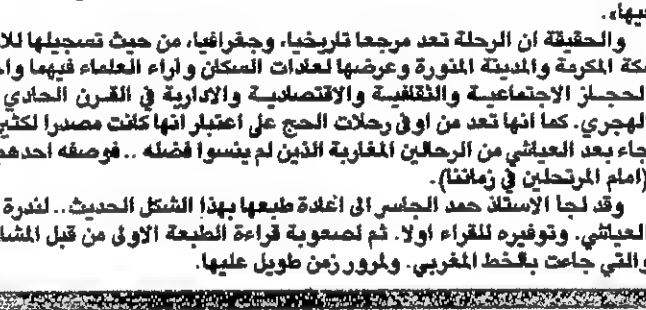 فيها».
والحقيقة ان الرحلة تعد مرجعا تاريخيا، وجغرافيا، من حيث تسجيلها للا
مكة المكرمة والمدينة المنورة وعرضها لعادات السكان وآراء العلماء فيهما وا
الحجاز الاجتماعية والثقافية والاقتصادية والادارية في القرن الحادي
الهجري. كما انها تعد من اوفى رحلات الحج على اعتبار انها كانت مصدرا لكثير
جاء بعد العياشي من الرحالين المغاربة الذين لم ينسوا فضله .. فوصفه احدهم
(امام المرتحلين في زماننا).
وقد لجا الاستاذ حمد الجاسر الى اعادة طبعها بهذا الشكل الحديث.. لندرة
العياشي. وتوفيره للقراء اولا. ثم لصعوبة قراءة الطبعة الاولى من قبل المشا
والتي جاءت بالخط المغربي. ولمرور زمن طويل عليها.